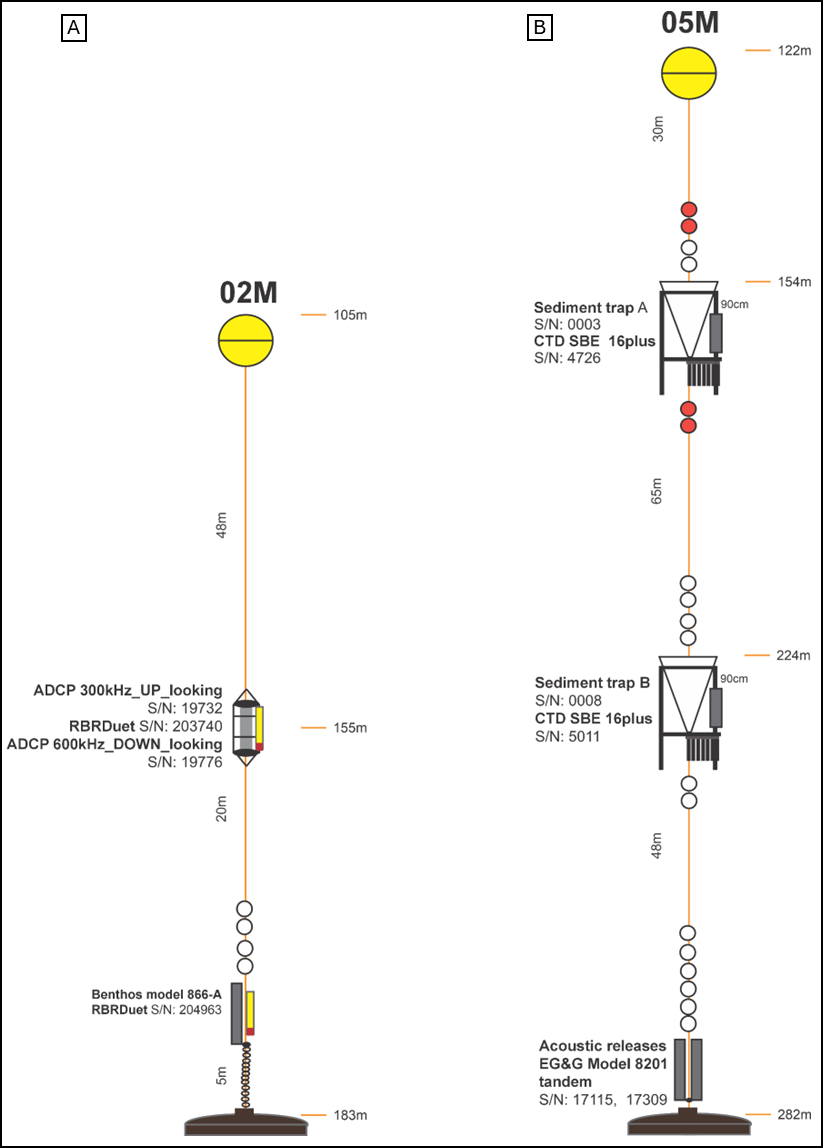 A
02M
105m
48m
ADCP 300kHz_UP_looking
S/N: 19732
RBRDuet S/N: 203740
ADCP 600kHz_DOWN_looking
S/N: 19776
155m
20m
Benthos model 866-A
RBRDuet S/N: 204963
5m
183m
B
05M
122m
30m
154m
Sediment trap A
S/N: 0003
CTD SBE 16plus
S/N: 4726
90cm
65m
224m
Sediment trap B
S/N: 0008
CTD SBE 16plus
S/N: 5011
90cm
48m
Acoustic releases
EG&G Model 8201
tandem
S/N: 17115, 17309
282m